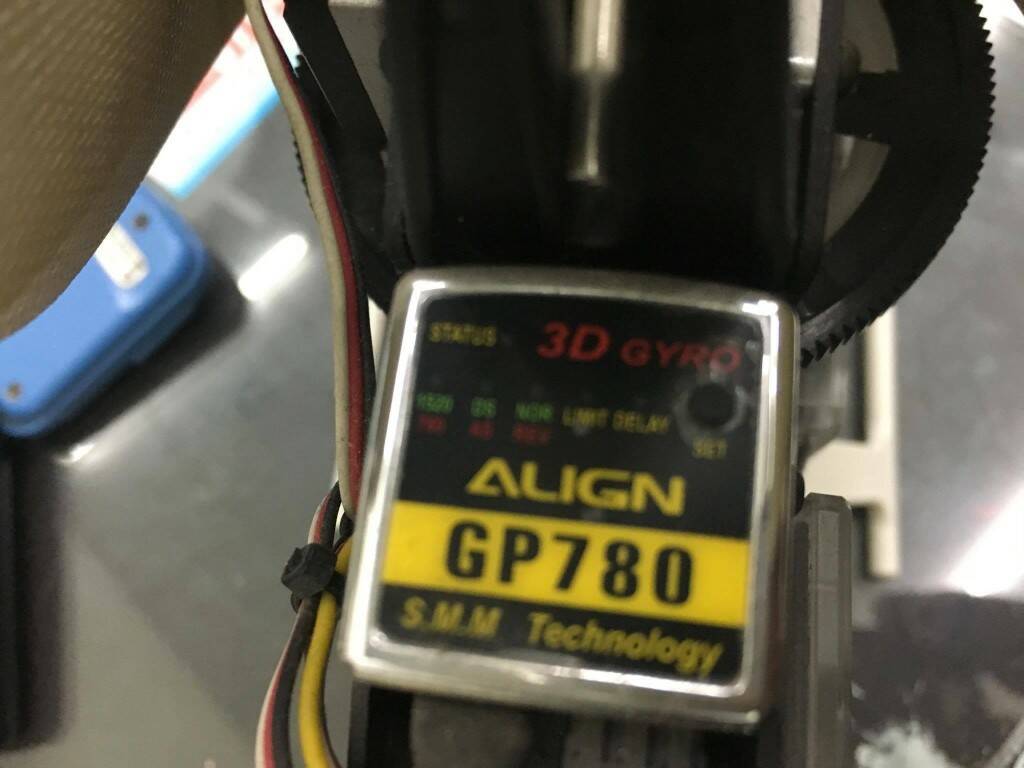 STATUS 3D GYRO
1520 DS NOR LIMIT DELAY
760 AS REV
SET
ALIGN
GP780
S.M.M Technology